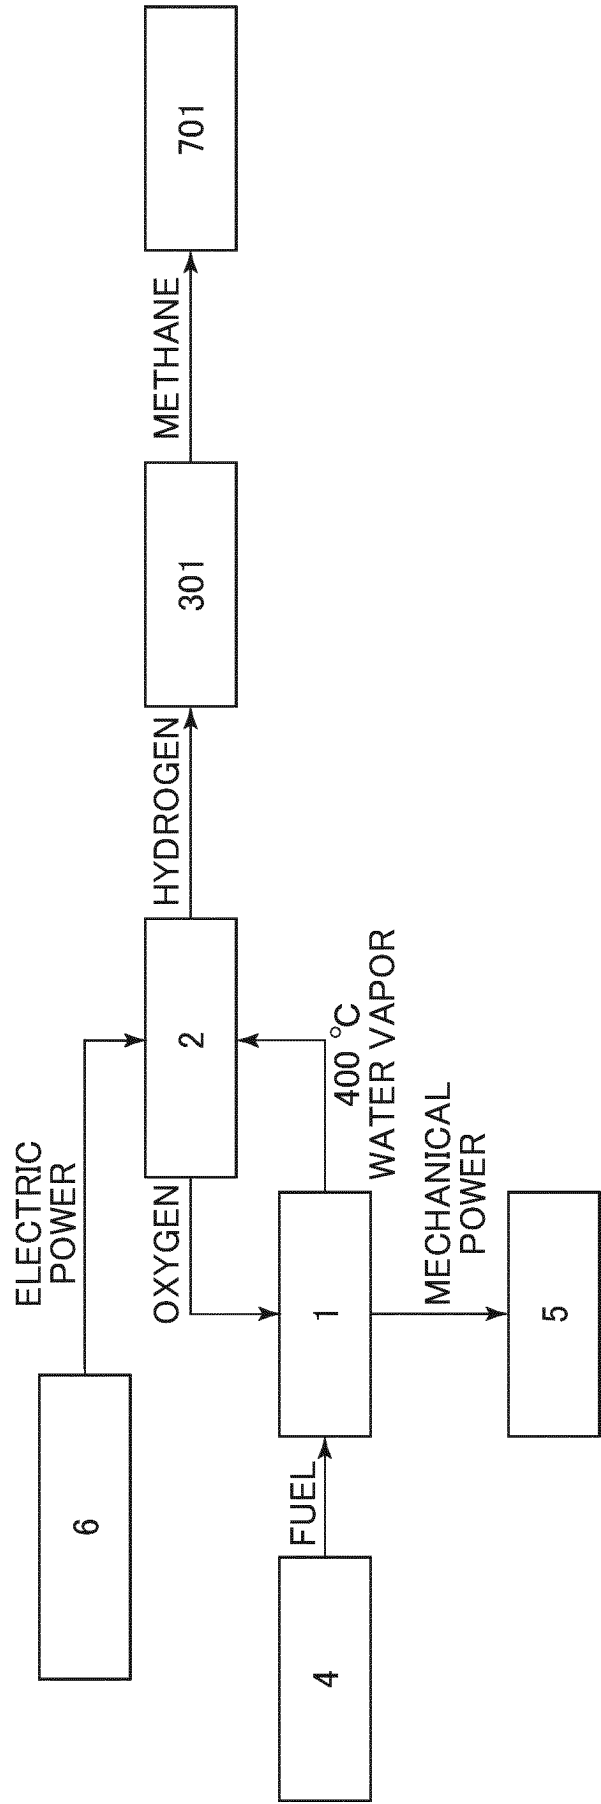 6
ELECTRIC
POWER
4
FUEL
1
OXYGEN
2
400 °C
WATER VAPOR
MECHANICAL
POWER
5
HYDROGEN
301
METHANE
701